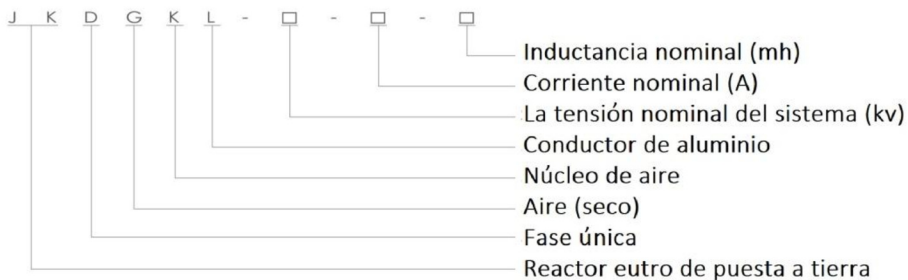 J K D G K L - □ - □ - □
Inductancia nominal (mh)
Corriente nominal (A)
La tensión nominal del sistema (kv)
Conductor de aluminio
Núcleo de aire
Aire (seco)
Fase única
Reactor eutro de puesta a tierra